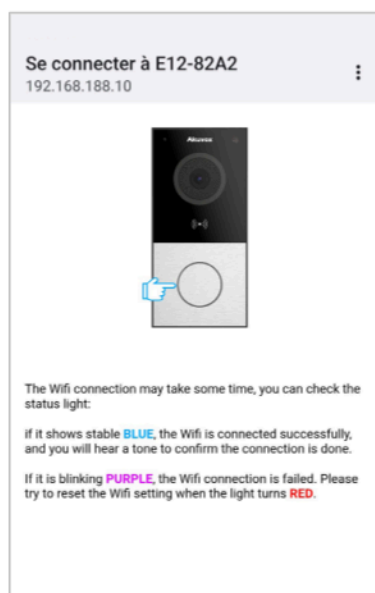 Se connecter à E12-82A2
192.168.188.10
Akuvox
The Wifi connection may take some time, you can check the
status light:
if it shows stable BLUE, the Wifi is connected successfully,
and you will hear a tone to confirm the connection is done.
If it is blinking PURPLE, the Wifi connection is failed. Please
try to reset the Wifi setting when the light turns RED.